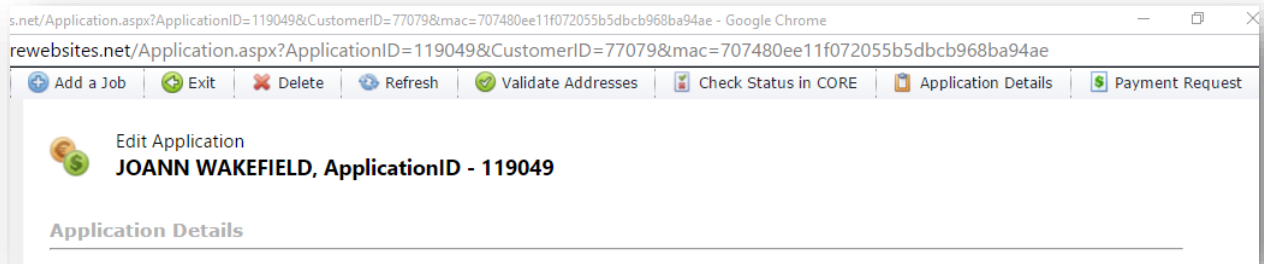 s.net/Application.aspx?ApplicationID=119049&CustomerID=77079&mac=707480ee11f072055b5dbcb968ba94ae - Google Chrome
rewebsites.net/Application.aspx?ApplicationID=119049&CustomerID=77079&mac=707480ee11f072055b5dbcb968ba94ae
Add a Job Exit Delete Refresh Validate Addresses Check Status in CORE Application Details Payment Request
Edit Application
JOANN WAKEFIELD, ApplicationID - 119049
Application Details